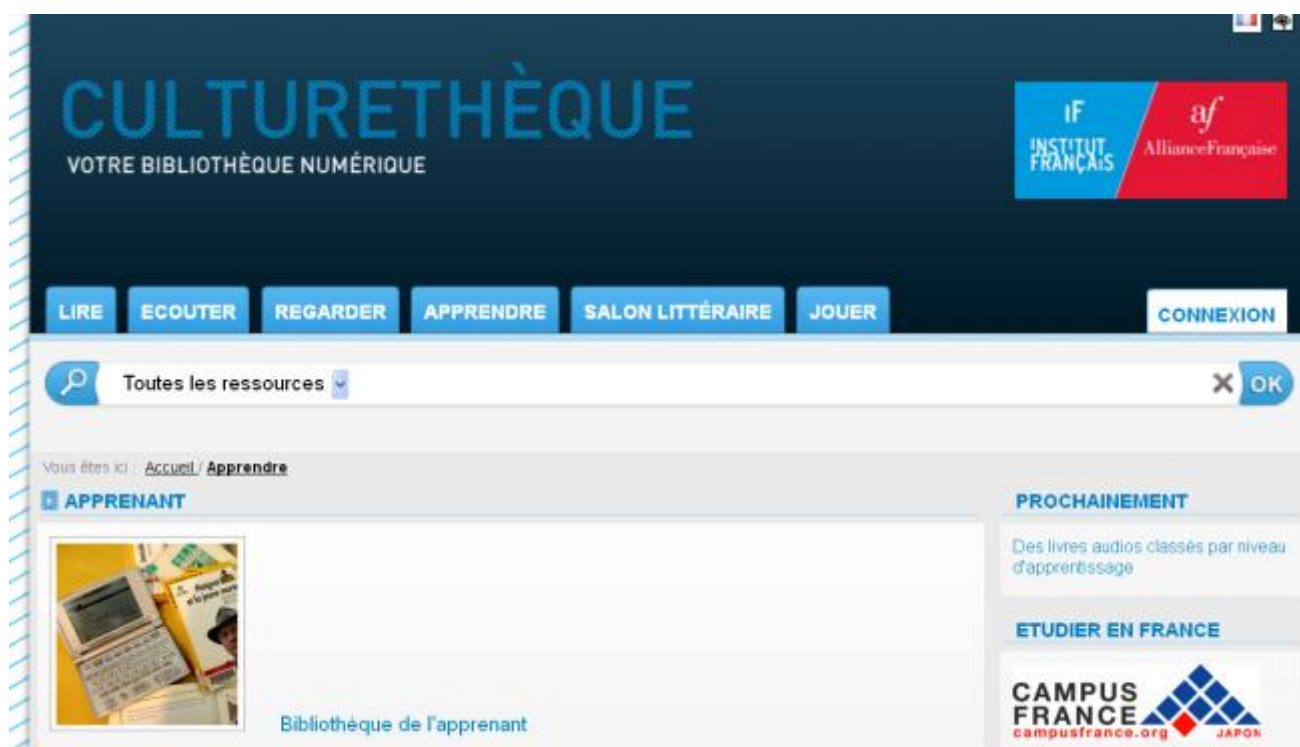 CULTURETHÈQUE
VOTRE BIBLIOTHÈQUE NUMÉRIQUE
IF
INSTITUT
FRANÇAIS
af
AllianceFrançaise
LIRE
ECOUTER
REGARDER
APPRENDRE
SALON LITTÉRAIRE
JOUER
CONNEXION
Toutes les ressources
OK
Vous êtes ici : Accueil / Apprendre
APPRENANT
Bibliothèque de l'apprenant
PROCHAINEMENT
Des livres audios classés par niveau
d'apprentissage
ETUDIER EN FRANCE
CAMPUS
FRANCE
campusfrance.org
JAPON